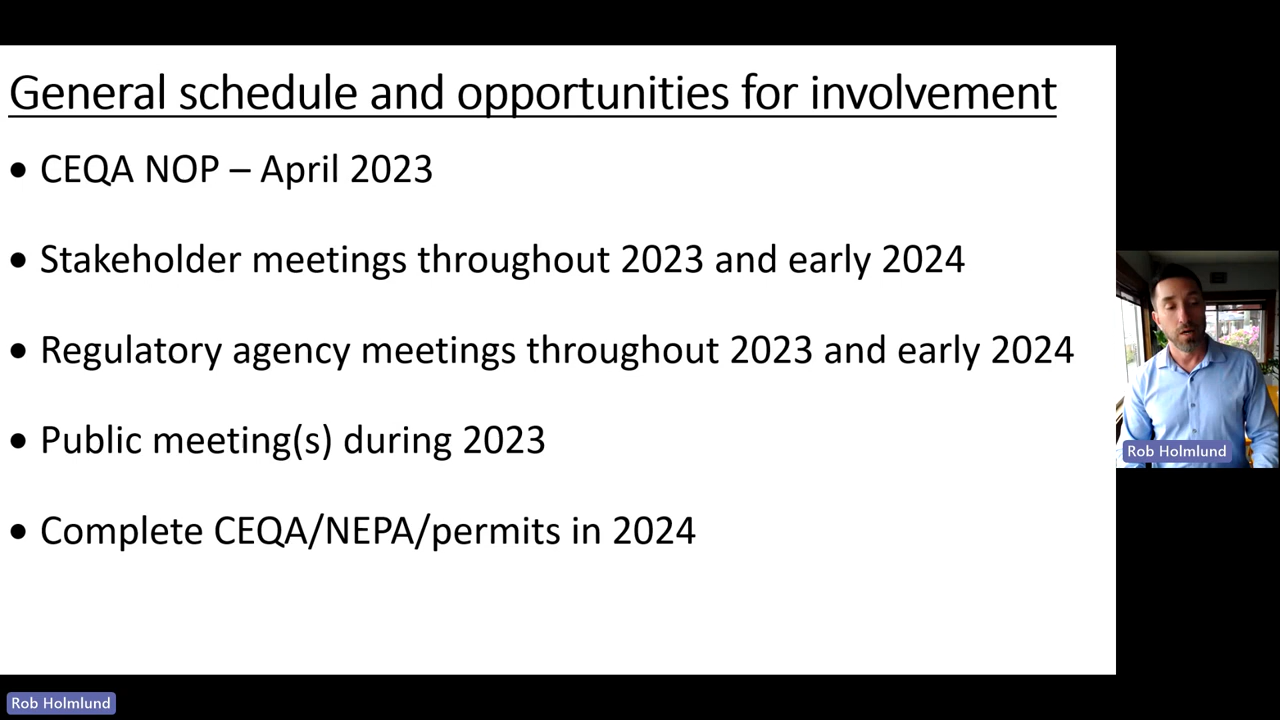 General schedule and opportunities for involvement
• CEQA NOP – April 2023
• Stakeholder meetings throughout 2023 and early 2024
• Regulatory agency meetings throughout 2023 and early 2024
• Public meeting(s) during 2023
• Complete CEQA/NEPA/permits in 2024
Rob Holmlund
Rob Holmlund